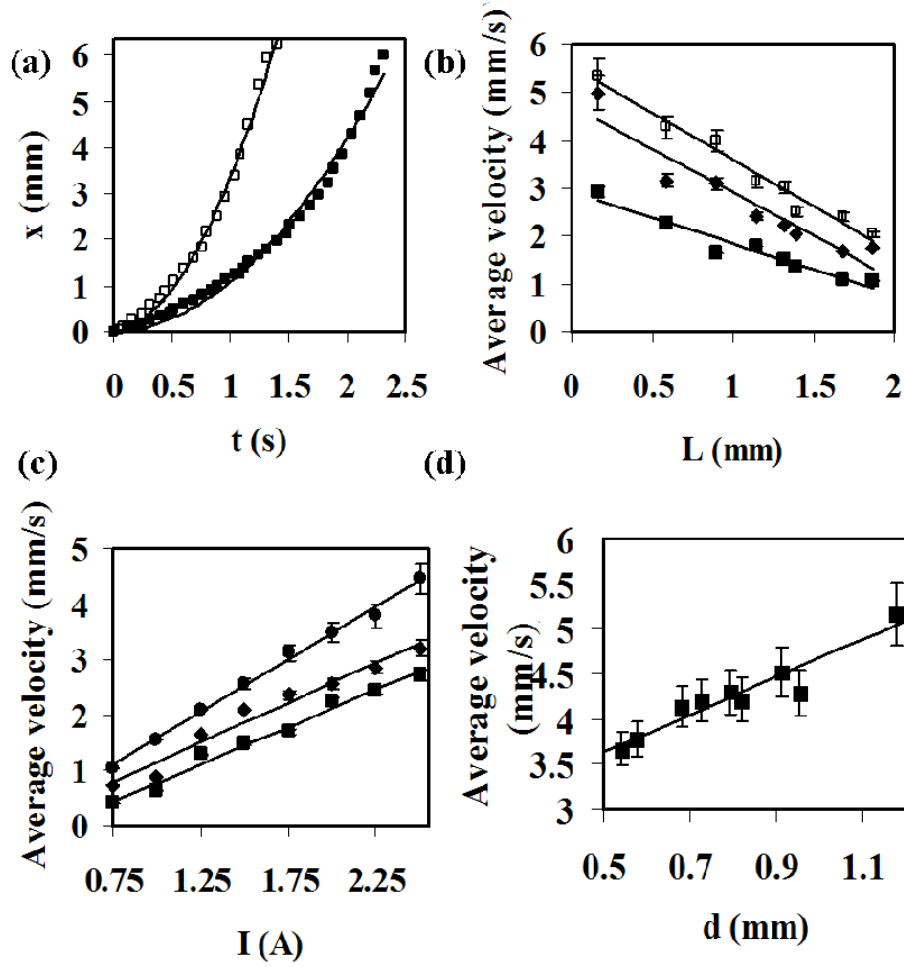 (a)
x (mm)
6
5
4
3
2
1
0
0 0.5 1 1.5 2 2.5
t (s)
(b)
Average velocity (mm/s)
6
5
4
3
2
1
0
0 0.5 1 1.5 2
L (mm)
(c)
Average velocity (mm/s)
5
4
3
2
1
0
0.75 1.25 1.75 2.25
I (A)
(d)
Average velocity
(mm/s)
6
5.5
5
4.5
4
3.5
3
0.5 0.7 0.9 1.1
d (mm)